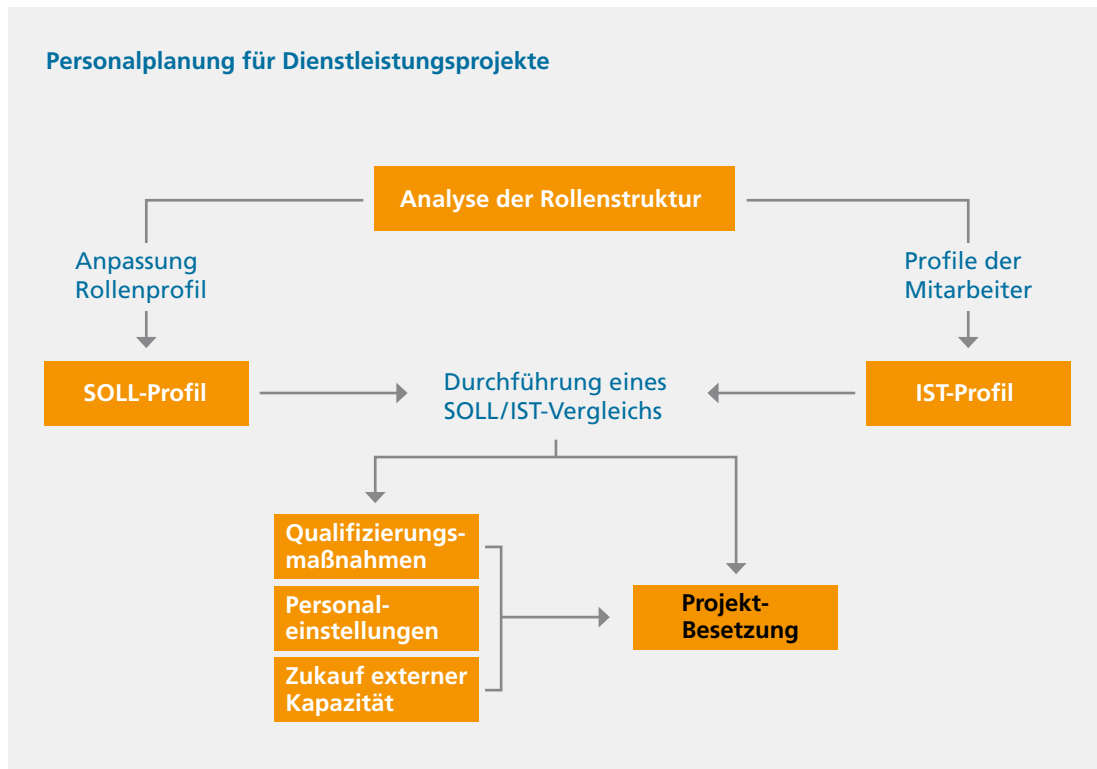 Personalplanung für Dienstleistungsprojekte
Analyse der Rollenstruktur
Anpassung
Rollenprofil
Profile der
Mitarbeiter
SOLL-Profil
Durchführung eines
SOLL/IST-Vergleichs
IST-Profil
Qualifizierungs-
maßnahmen
Personal-
einstellungen
Zukauf externer
Kapazität
Projekt-
Besetzung